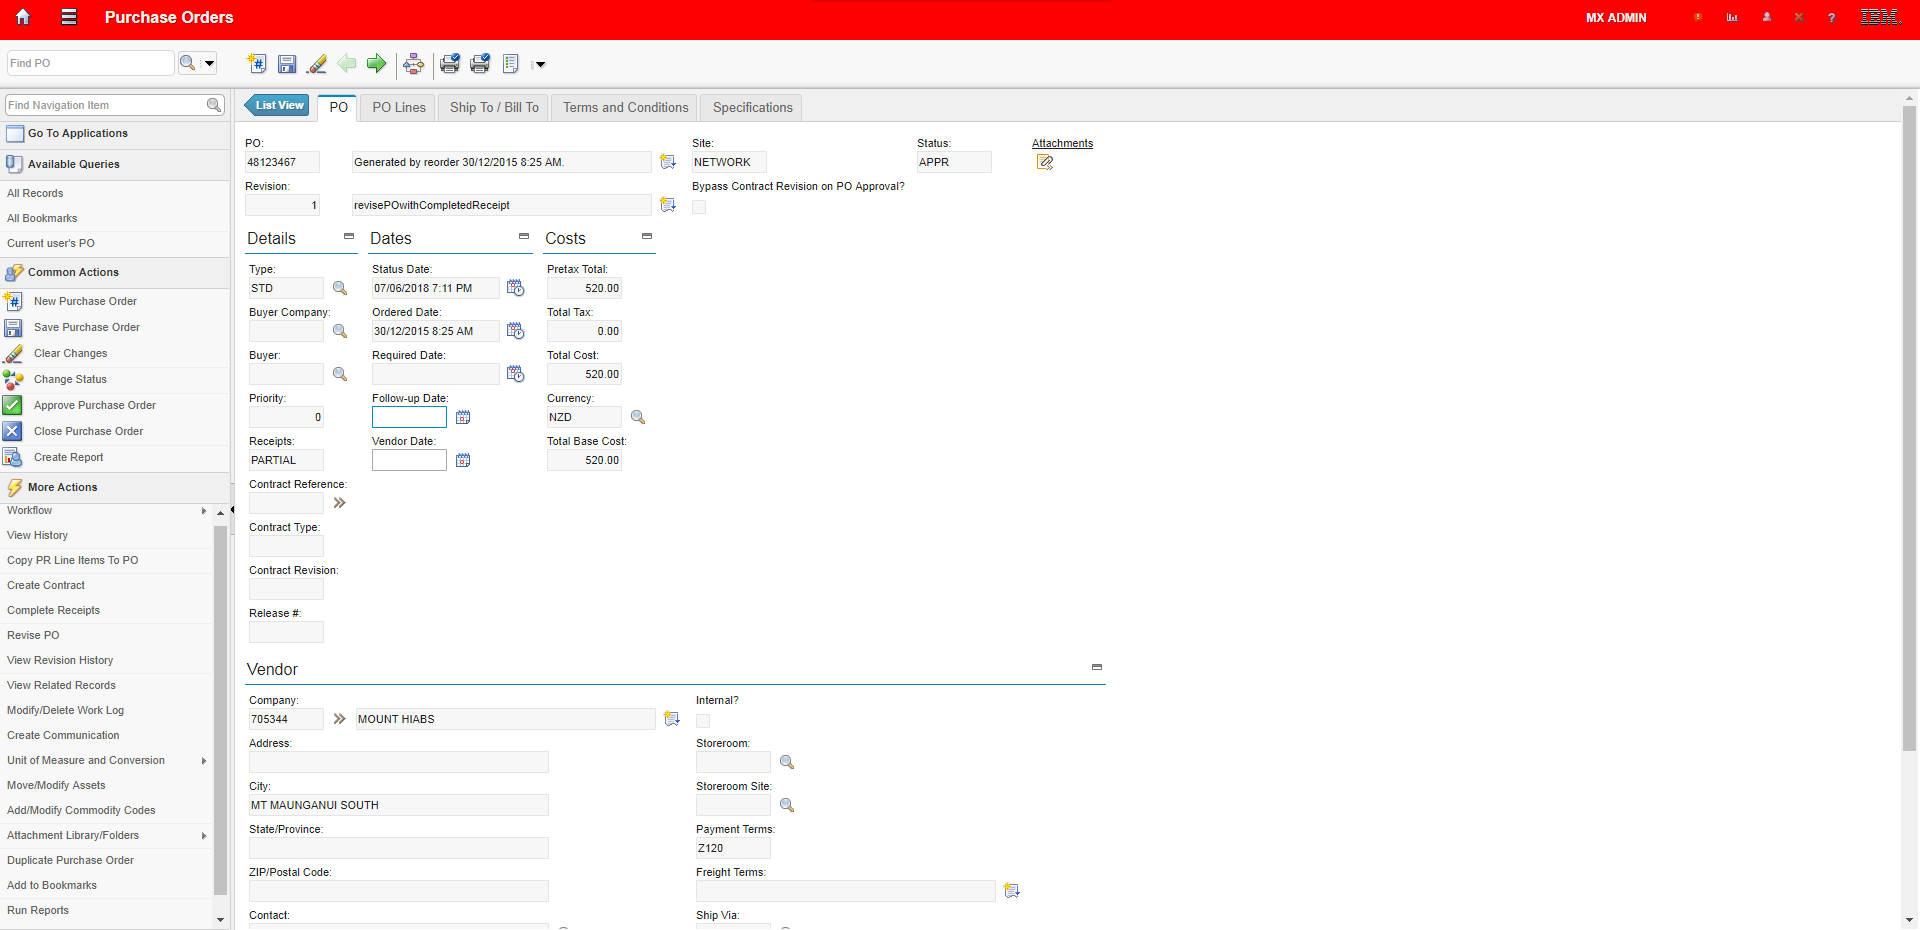 Purchase Orders
MX ADMIN
?
IBM.
Find PO
Find Navigation Item
Go To Applications
Available Queries
All Records
All Bookmarks
Current user's PO
Common Actions
New Purchase Order
Save Purchase Order
Clear Changes
Change Status
Approve Purchase Order
Close Purchase Order
Create Report
More Actions
Workflow
View History
Copy PR Line Items To PO
Create Contract
Complete Receipts
Revise PO
View Revision History
View Related Records
Modify/Delete Work Log
Create Communication
Unit of Measure and Conversion
Move/Modify Assets
Add/Modify Commodity Codes
Attachment Library/Folders
Duplicate Purchase Order
Add to Bookmarks
Run Reports
List View
PO
PO Lines
Ship To / Bill To
Terms and Conditions
Specifications
PO:
48123467
Generated by reorder 30/12/2015 8:25 AM.
Site:
NETWORK
Status:
APPR
Attachments
Revision:
1
revisePOwithCompletedReceipt
Bypass Contract Revision on PO Approval?
Details
Type:
STD
Buyer Company:
Buyer:
Priority:
0
Receipts:
PARTIAL
Contract Reference:
Contract Type:
Contract Revision:
Release #:
Dates
Status Date:
07/06/2018 7:11 PM
Ordered Date:
30/12/2015 8:25 AM
Required Date:
Follow-up Date:
Vendor Date:
Costs
Pretax Total:
520.00
Total Tax:
0.00
Total Cost:
520.00
Currency:
NZD
Total Base Cost:
520.00
Vendor
Company:
705344
MOUNT HIABS
Address:
City:
MT MAUNGANUI SOUTH
State/Province:
ZIP/Postal Code:
Contact:
Internal?
Storeroom:
Storeroom Site:
Payment Terms:
Z120
Freight Terms:
Ship Via: